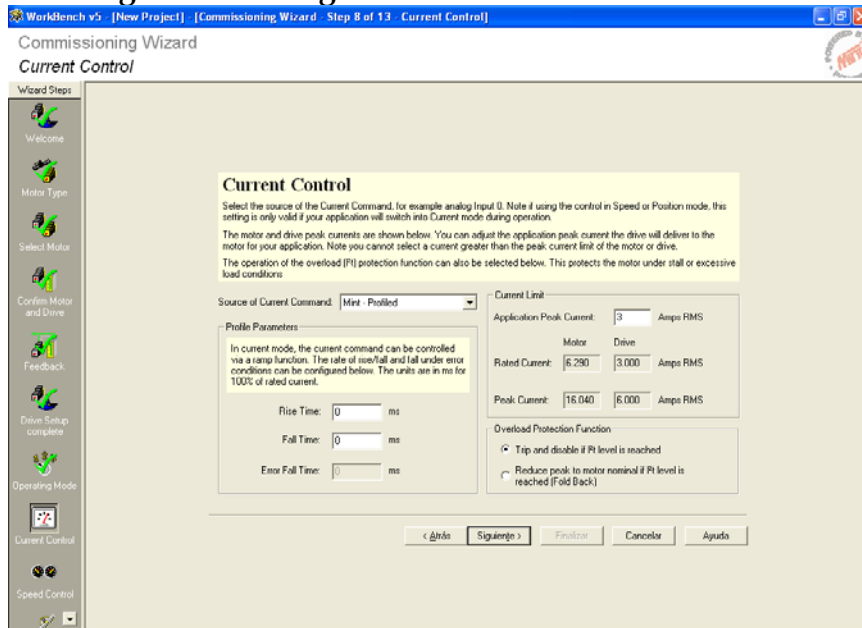 WorkBench v5 - [New Project] - [Commissioning Wizard - Step 8 of 13 - Current Control]
Commissioning Wizard
Current Control
Wizard Steps
Welcome
Motor Type
Select Motor
Confirm Motor
and Drive
Feedback
Drive Setup
complete
Operating Mode
Current Control
Speed Control
Current Control
Select the source of the Current Command, for example analog Input 0. Note if using the control in Speed or Position mode, this
setting is only valid if your application will switch into Current mode during operation.
The motor and drive peak currents are shown below. You can adjust the application peak current the drive will deliver to the
motor for your application. Note you cannot select a current greater than the peak current limit of the motor or drive.
The operation of the overload (I²t) protection function can also be selected below. This protects the motor under stall or excessive
load conditions
Source of Current Command: Mint - Profiled
Profile Parameters
In current mode, the current command can be controlled
via a ramp function. The rate of rise/fall and fall under error
conditions can be configured below. The units are in ms for
100% of rated current.
Rise Time: 0 ms
Fall Time: 0 ms
Error Fall Time: 0 ms
Current Limit
Application Peak Current: 3 Amps RMS
Motor Drive
Rated Current: 6.290 3.000 Amps RMS
Peak Current: 16.040 6.000 Amps RMS
Overload Protection Function
Trip and disable if I²t level is reached
Reduce peak to motor nominal if I²t level is
reached (Fold Back)
< Atrás Siguiente > Finalizar Cancelar Ayuda